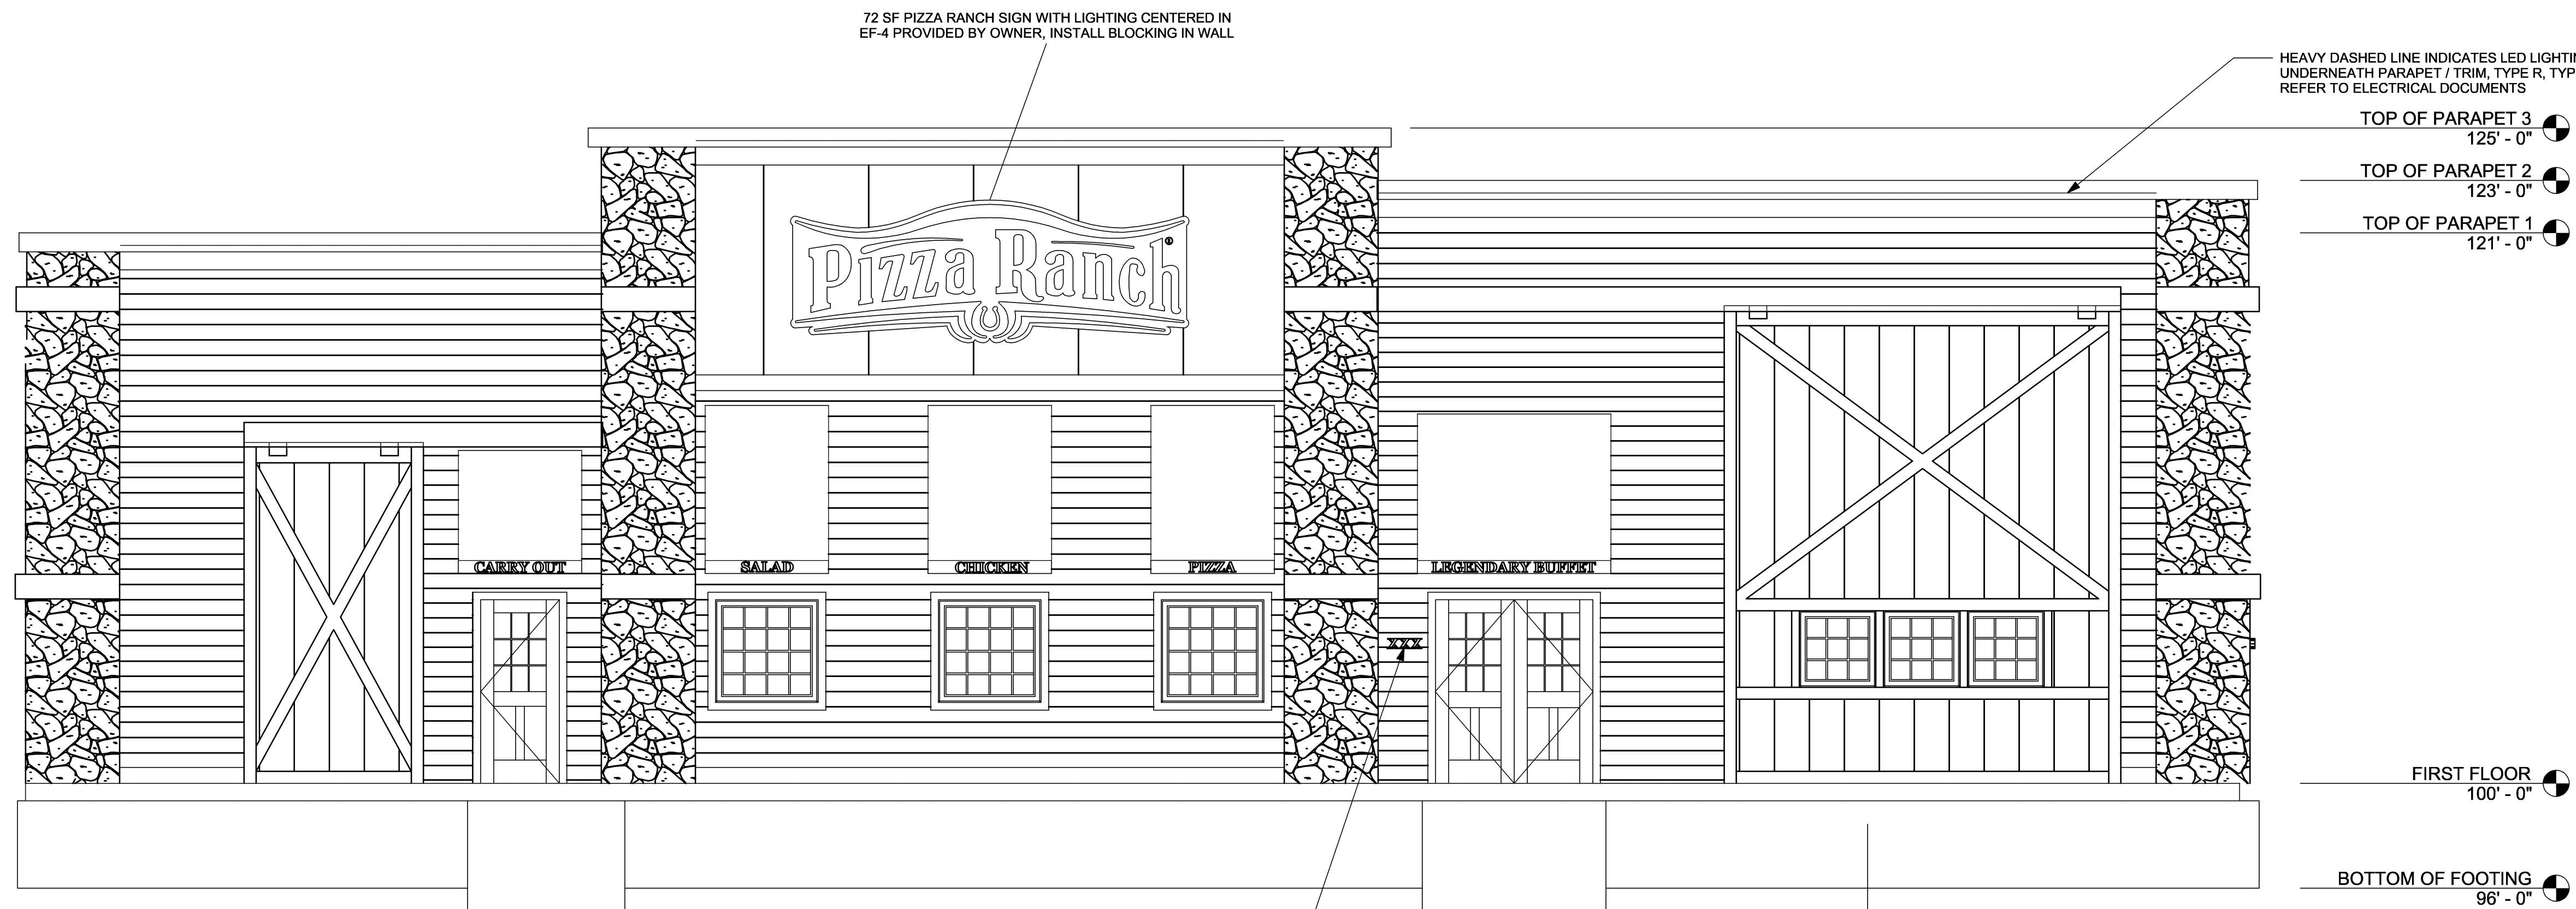 72 SF PIZZA RANCH SIGN WITH LIGHTING CENTERED IN
EF-4 PROVIDED BY OWNER, INSTALL BLOCKING IN WALL
HEAVY DASHED LINE INDICATES LED LIGHTIN
UNDERNEATH PARAPET / TRIM, TYPE R, TYP
REFER TO ELECTRICAL DOCUMENTS
TOP OF PARAPET 3
125' - 0"
TOP OF PARAPET 2
123' - 0"
TOP OF PARAPET 1
121' - 0"
Pizza Ranch®
CARRY OUT
SALAD
CHICKEN
PIZZA
LEGENDARY BUFFET
XXX
FIRST FLOOR
100' - 0"
BOTTOM OF FOOTING
96' - 0"